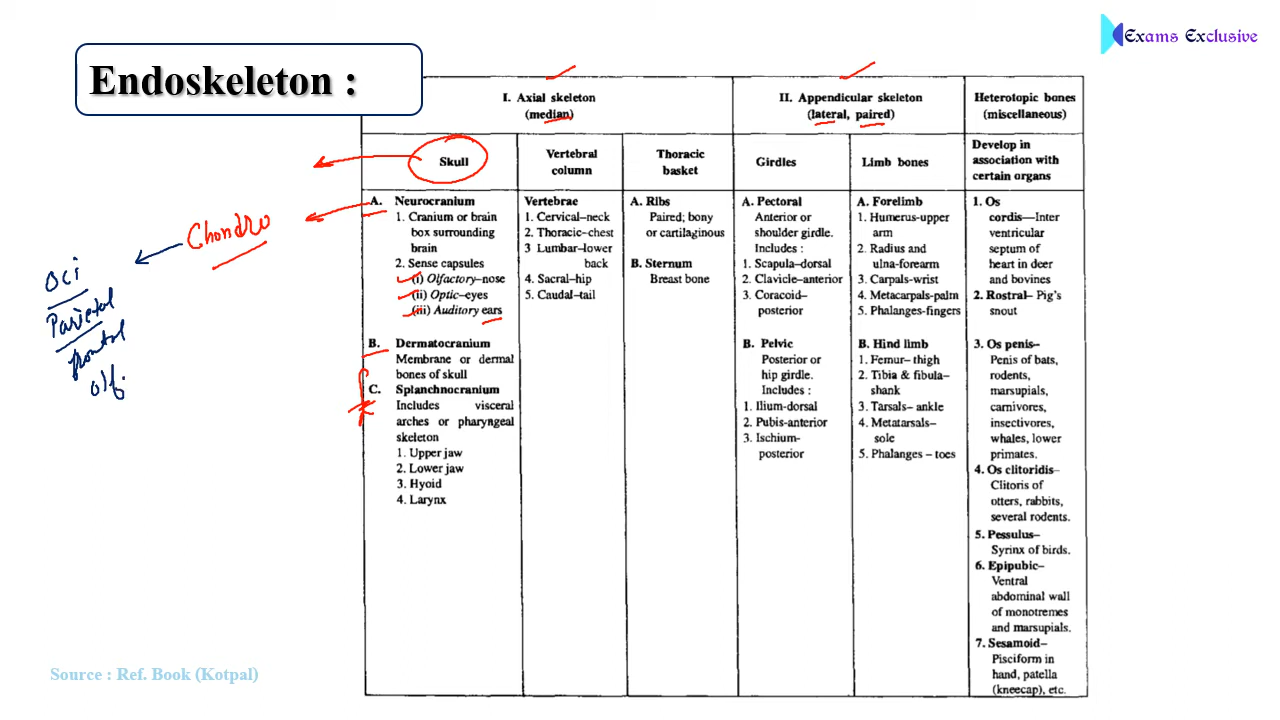 Exams Exclusive
Endoskeleton :
I. Axial skeleton
(median)
II. Appendicular skeleton
(lateral, paired)
Heterotopic bones
(miscellaneous)
Skull
Vertebral
column
Thoracic
basket
Girdles
Limb bones
Develop in
association with
certain organs
A. Neurocranium
1. Cranium or brain
box surrounding
brain
2. Sense capsules
(i) Olfactory–nose
(ii) Optic–eyes
(iii) Auditory ears
B. Dermatocranium
Membrane or dermal
bones of skull
C. Splanchnocranium
Includes visceral
arches or pharyngeal
skeleton
1. Upper jaw
2. Lower jaw
3. Hyoid
4. Larynx
Vertebrae
1. Cervical–neck
2. Thoracic–chest
3 Lumbar–lower
back
4. Sacral–hip
5. Caudal–tail
A. Ribs
Paired; bony
or cartilaginous
B. Sternum
Breast bone
A. Pectoral
Anterior or
shoulder girdle.
Includes :
1. Scapula–dorsal
2. Clavicle–anterior
3. Coracoid–
posterior
B. Pelvic
Posterior or
hip girdle.
Includes :
1. Ilium-dorsal
2. Pubis-anterior
3. Ischium-
posterior
A. Forelimb
1. Humerus-upper
arm
2. Radius and
ulna-forearm
3. Carpals-wrist
4. Metacarpals-palm
5. Phalanges-fingers
B. Hind limb
1. Femur– thigh
2. Tibia & fibula–
shank
3. Tarsals– ankle
4. Metatarsals–
sole
5. Phalanges – toes
1. Os
cordis—Inter
ventricular
septum of
heart in deer
and bovines
2. Rostral– Pig's
snout
3. Os penis–
Penis of bats,
rodents,
marsupials,
carnivores,
insectivores,
whales, lower
primates.
4. Os clitoridis–
Clitoris of
otters, rabbits,
several rodents.
5. Pessulus–
Syrinx of birds.
6. Epipubic–
Ventral
abdominal wall
of monotremes
and marsupials.
7. Sesamoid–
Pisciform in
hand, patella
(kneecap), etc.
Chondro
Oci
Parietal
frontal
olf
Source : Ref. Book (Kotpal)